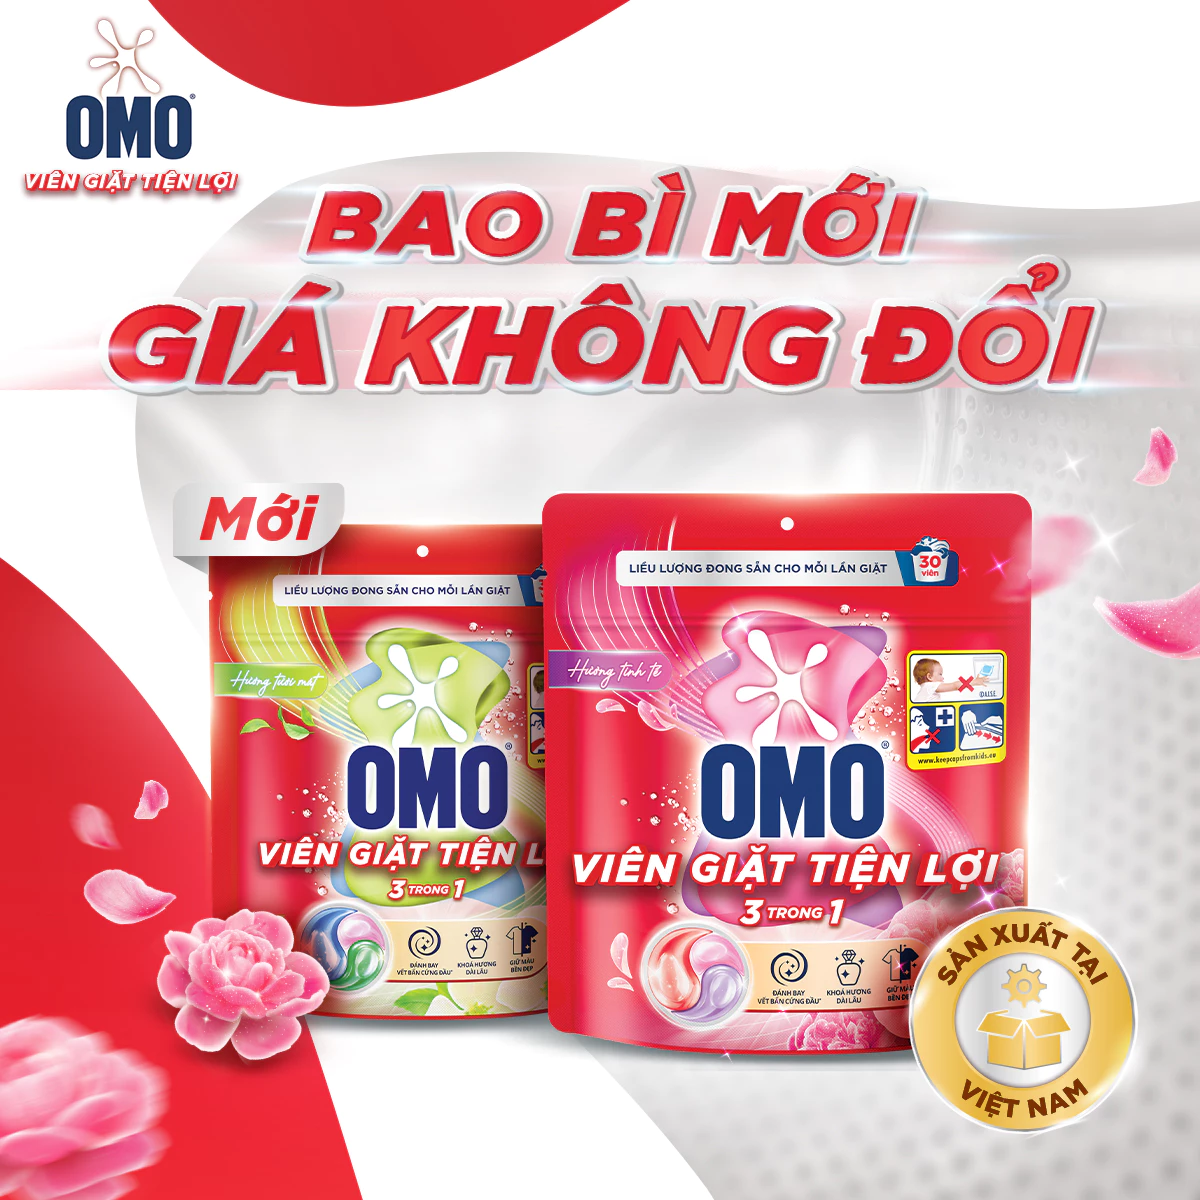 OMO®
VIÊN GIẶT TIỆN LỢI
BAO BÌ MỚI
GIÁ KHÔNG ĐỔI
Mới
LIỀU LƯỢNG ĐONG SẴN CHO MỖI LẦN GIẶT
Hương tươi mát
OMO®
VIÊN GIẶT TIỆN L
3 TRONG 1
ĐÁNH BAY
VẾT BẨN CỨNG ĐẦU*
KHOÁ HƯƠNG
DÀI LÂU
GIỮ MÀU
BỀN ĐẸP
LIỀU LƯỢNG ĐONG SẴN CHO MỖI LẦN GIẶT
30
viên
Hương tinh tế
A.I.S.E.
www.keepcapsfromkids.eu
OMO®
VIÊN GIẶT TIỆN LỢI
3 TRONG 1
ĐÁNH BAY
VẾT BẨN CỨNG ĐẦU*
KHOÁ HƯƠNG
DÀI LÂU
GIỮ MÀU
BỀN ĐẸP
SẢN XUẤT TẠI
VIỆT NAM